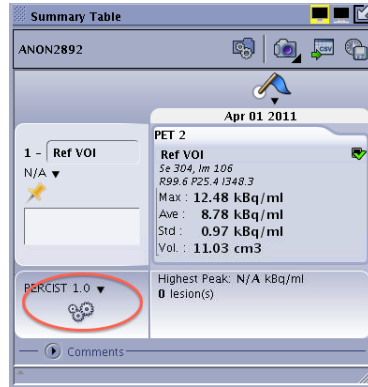 Summary Table
ANON2892
CSV
Apr 01 2011
PET 2
1 - Ref VOI
N/A
Ref VOI
Se 304, Im 106
R99.6 P25.4 I348.3
Max : 12.48 kBq/ml
Ave : 8.78 kBq/ml
Std : 0.97 kBq/ml
Vol. : 11.03 cm3
PERCIST 1.0
Highest Peak: N/A kBq/ml
0 lesion(s)
Comments